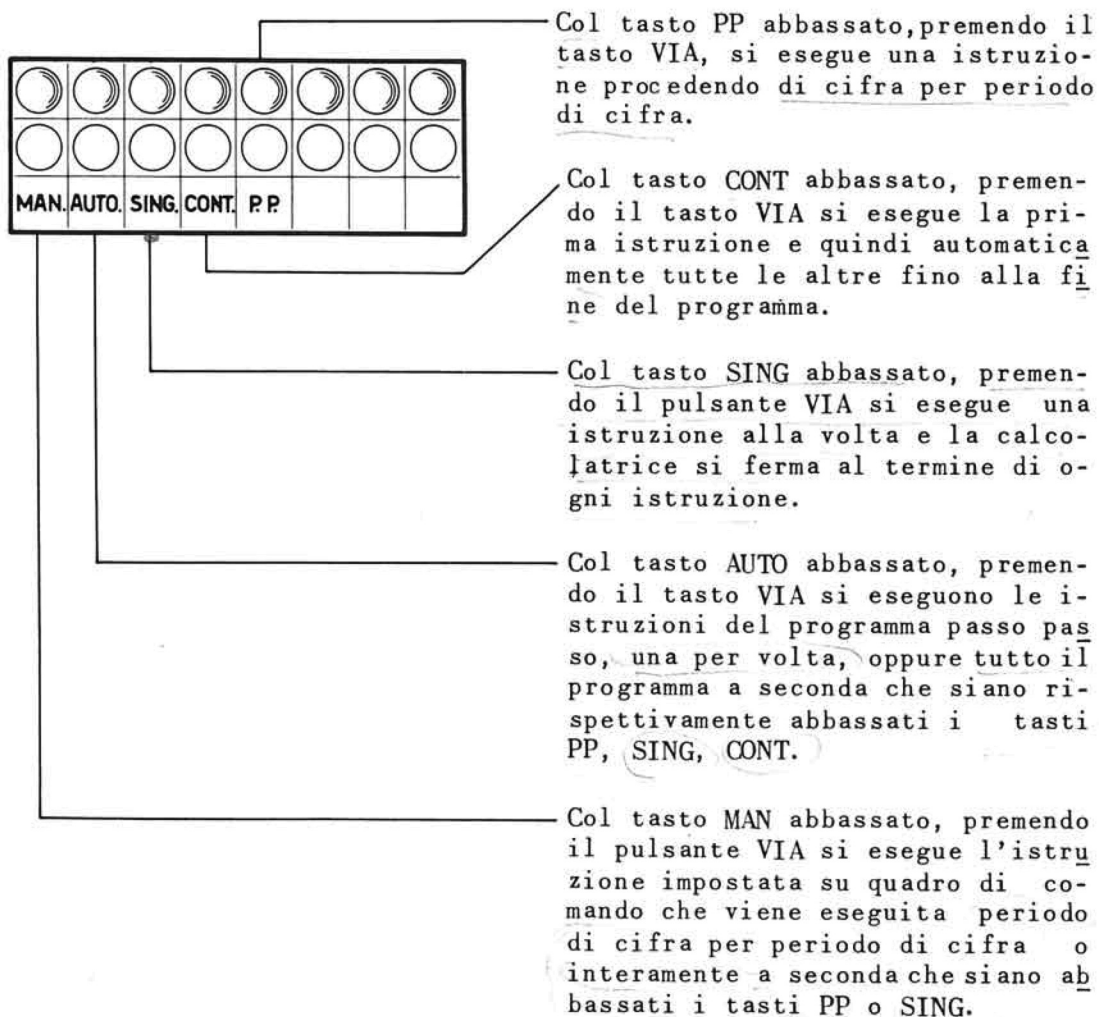 Col tasto PP abbassato,premendo il
tasto VIA, si esegue una istruzio-
ne procedendo di cifra per periodo
di cifra.
MAN. AUTO. SING. CONT. P.P.
Col tasto CONT abbassato, premen-
do il tasto VIA si esegue la pri-
ma istruzione e quindi automatica
mente tutte le altre fino alla fi
ne del programma.
Col tasto SING abbassato, premen-
do il pulsante VIA si esegue una
istruzione alla volta e la calco-
latrice si ferma al termine di o-
gni istruzione.
Col tasto AUTO abbassato, premen-
do il tasto VIA si eseguono le i-
struzioni del programma passo pas
so, una per volta, oppure tutto il
programma a seconda che siano ri-
spettivamente abbassati i tasti
PP, SING, CONT.
Col tasto MAN abbassato, premendo
il pulsante VIA si esegue l'istru
zione impostata su quadro di co-
mando che viene eseguita periodo
di cifra per periodo di cifra o
interamente a seconda che siano ab
bassati i tasti PP o SING.